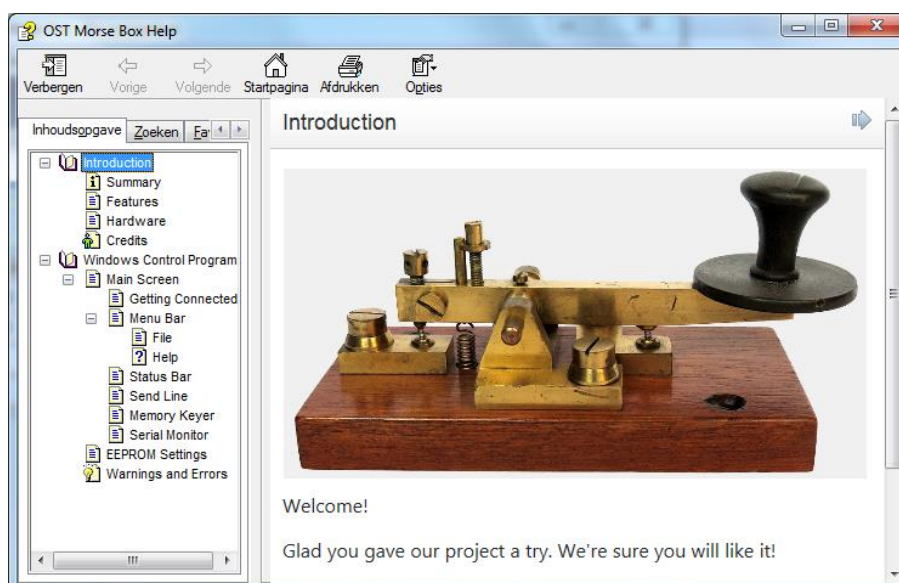 OST Morse Box Help
Verbergen Vorige Volgende Startpagina Afdrukken Opties
Inhoudsopgave Zoeken Fa
Introduction
Introduction
Summary
Features
Hardware
Credits
Windows Control Program
Main Screen
Getting Connected
Menu Bar
File
Help
Status Bar
Send Line
Memory Keyer
Serial Monitor
EEPROM Settings
Warnings and Errors
Welcome!
Glad you gave our project a try. We're sure you will like it!